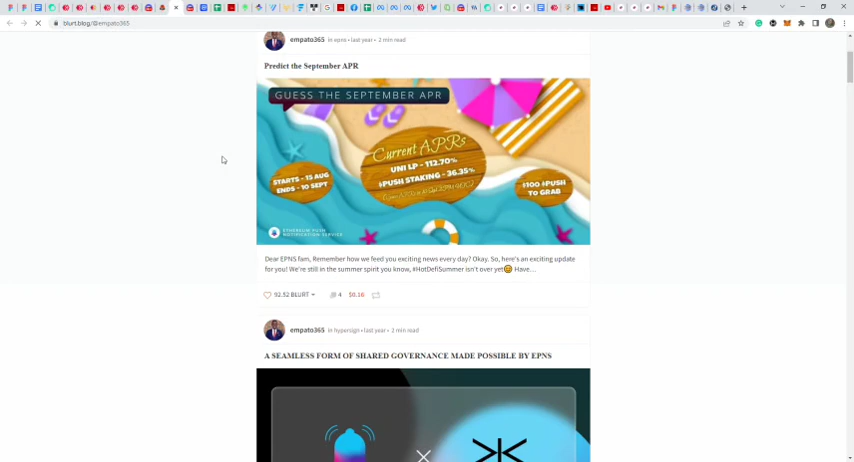 blurt.blog/@empato365
empato365 in epns • last year • 2 min read
Predict the September APR
GUESS THE SEPTEMBER APR
Current APRs
UNI LP - 112.70%
$PUSH STAKING - 36.35%
STARTS - 15 AUG
ENDS - 10 SEPT
$100 $PUSH
TO GRAB
ETHEREUM PUSH
NOTIFICATION SERVICE
Dear EPNS fam, Remember how we feed you exciting news every day? Okay. So, here's an exciting update
for you! We're still in the summer spirit you know, #HotDefiSummer isn't over yet😊 Have…
92.52 BLURT 4 $0.16
empato365 in hypersign • last year • 2 min read
A SEAMLESS FORM OF SHARED GOVERNANCE MADE POSSIBLE BY EPNS